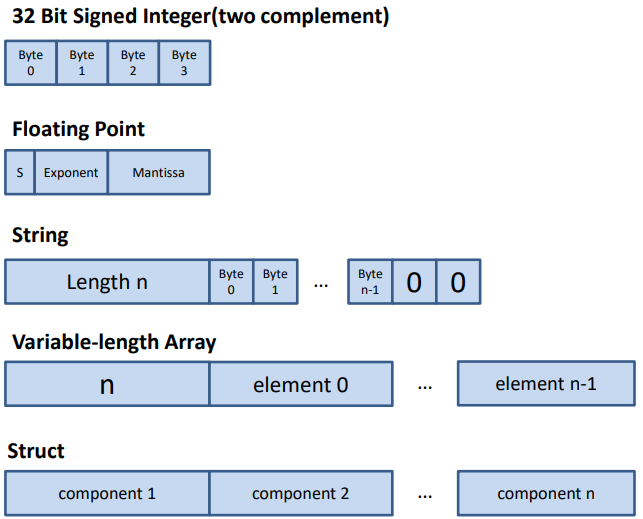 32 Bit Signed Integer(two complement)
Byte
0
Byte
1
Byte
2
Byte
3
Floating Point
S
Exponent
Mantissa
String
Length n
Byte
0
Byte
1
...
Byte
n-1
0
0
Variable-length Array
n
element 0
...
element n-1
Struct
component 1
component 2
...
component n